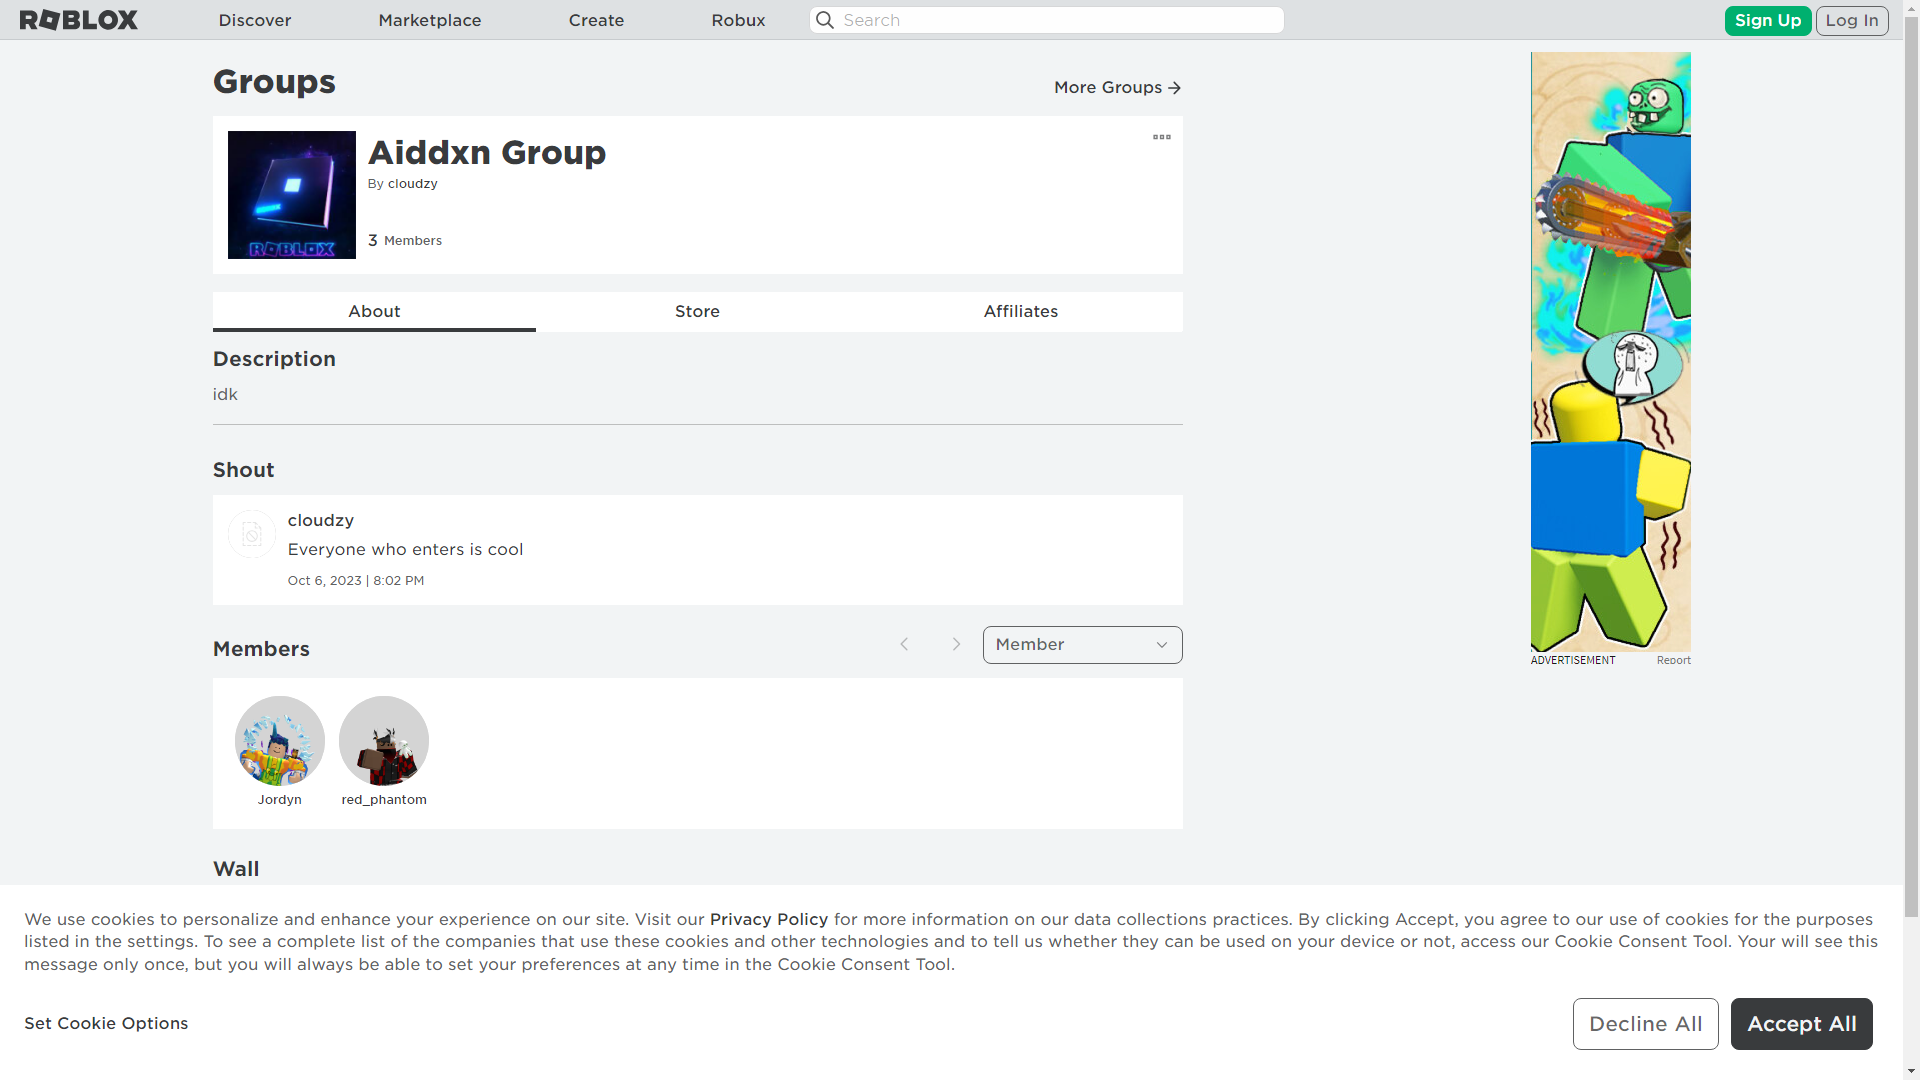 ROBLOX
Discover
Marketplace
Create
Robux
Search
Sign Up
Log In
Groups
More Groups
Aiddxn Group
By cloudzy
3 Members
ROBLOX
About
Store
Affiliates
Description
idk
Shout
cloudzy
Everyone who enters is cool
Oct 6, 2023 | 8:02 PM
Members
Member
Jordyn
red_phantom
Wall
ADVERTISEMENT
Report
We use cookies to personalize and enhance your experience on our site. Visit our Privacy Policy for more information on our data collections practices. By clicking Accept, you agree to our use of cookies for the purposes
listed in the settings. To see a complete list of the companies that use these cookies and other technologies and to tell us whether they can be used on your device or not, access our Cookie Consent Tool. Your will see this
message only once, but you will always be able to set your preferences at any time in the Cookie Consent Tool.
Set Cookie Options
Decline All
Accept All